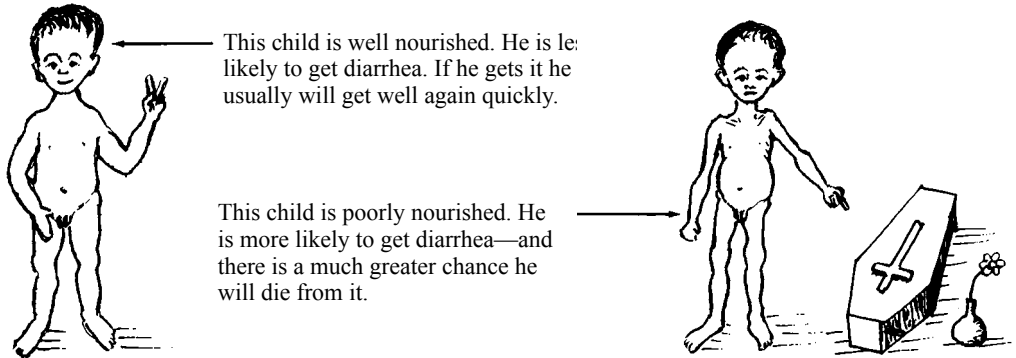 This child is well nourished. He is
likely to get diarrhea. If he gets it he
usually will get well again quickly.
This child is poorly nourished. He
is more likely to get diarrhea—and
there is a much greater chance he
will die from it.